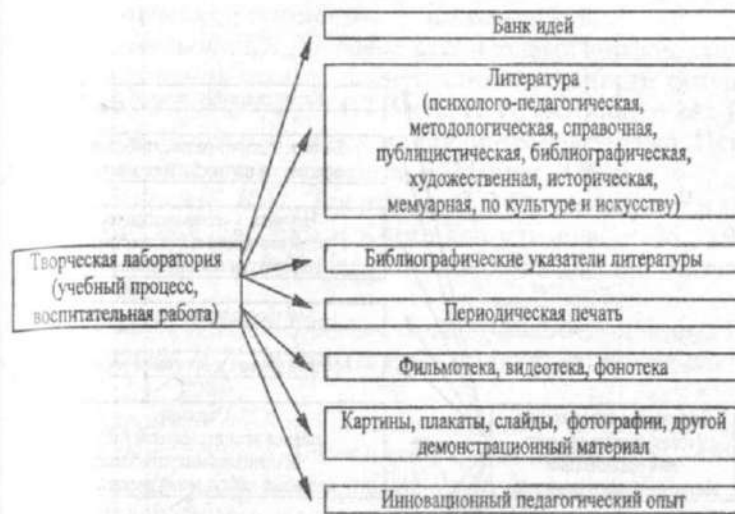 Банк идей
Литература
(психолого-педагогическая,
методологическая, справочная,
публицистическая, библиографическая,
художественная, историческая,
мемуарная, по культуре и искусству)
Творческая лаборатория
(учебный процесс,
воспитательная работа)
Библиографические указатели литературы
Периодическая печать
Фильмотека, видеотека, фонотека
Картины, плакаты, слайды, фотографии, другой
демонстрационный материал
Инновационный педагогический опыт